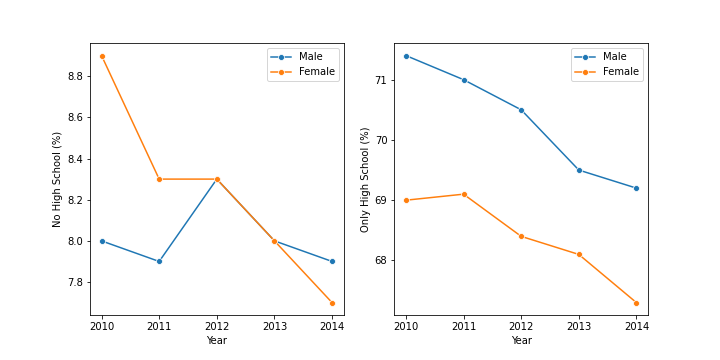 No High School (%)
8.8
8.6
8.4
8.2
8.0
7.8
2010 2011 2012 2013 2014
Year
Male
Female
Only High School (%)
71
70
69
68
2010 2011 2012 2013 2014
Year
Male
Female